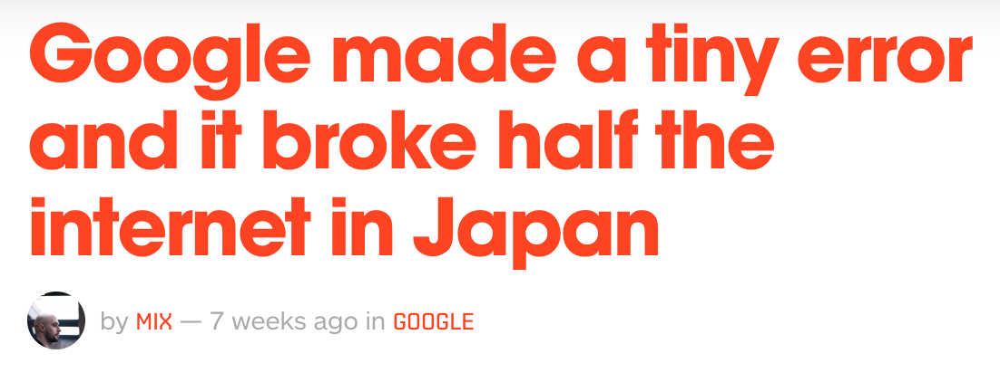 Google made a tiny error
and it broke half the
internet in Japan
by MIX — 7 weeks ago in GOOGLE